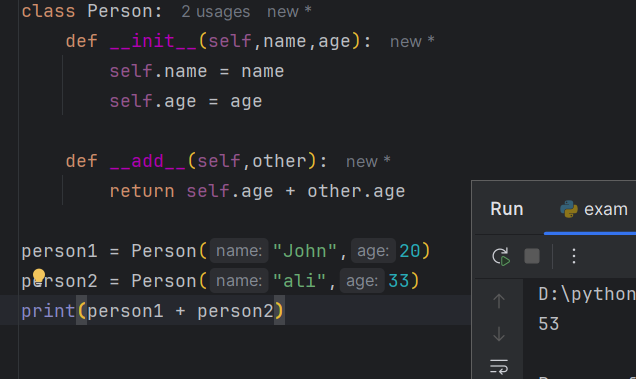 class Person:  2 usages  new *
    def __init__(self,name,age):  new *
        self.name = name
        self.age = age
    def __add__(self,other):  new *
        return self.age + other.age
person1 = Person( name: "John", age: 20)
person2 = Person( name: "ali", age: 33)
print(person1 + person2)
Run  exam
D:\python
53